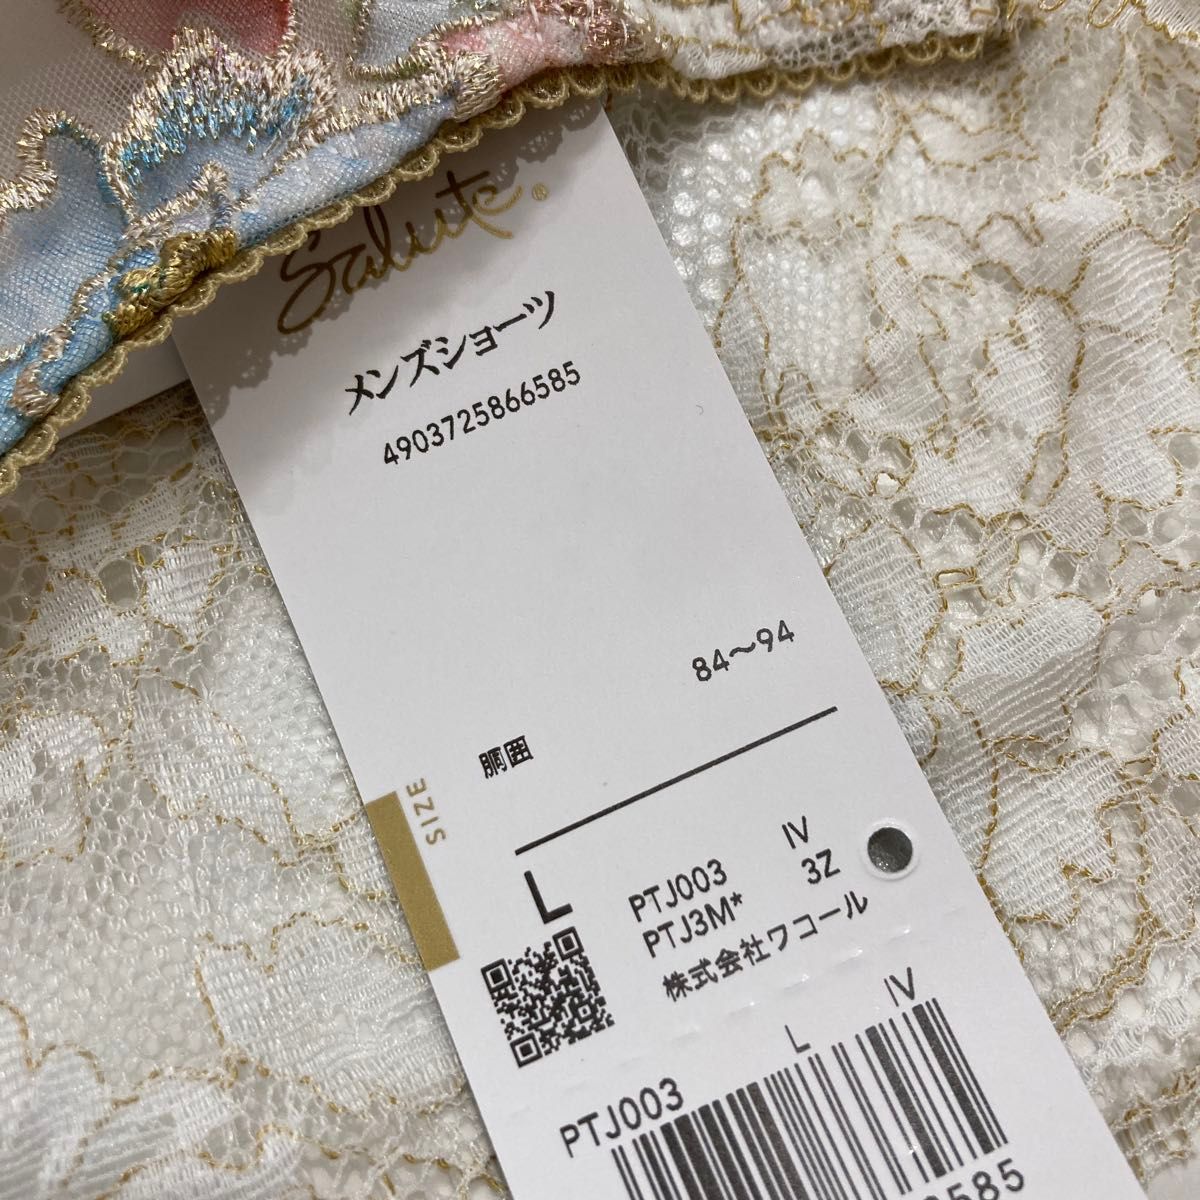 Salute®
メンズショーツ
4903725866585
84～94
胴囲
SIZE
L
PTJ003 IV
PTJ3M* 3Z
株式会社ワコール
PTJ003 L IV
585